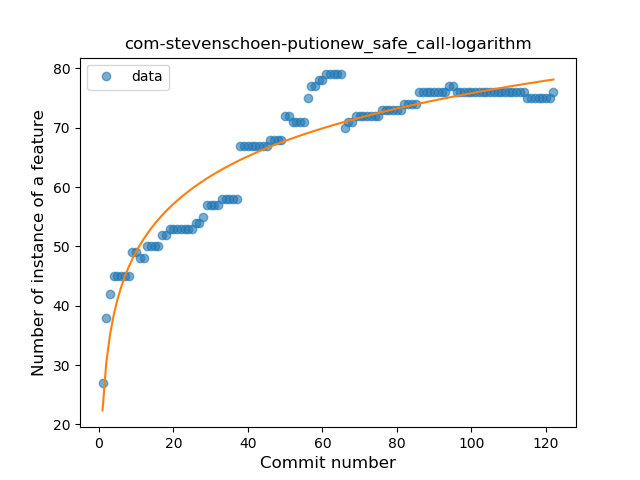 com-stevenschoen-putionew_safe_call-logarithm
data
Number of instance of a feature
80
70
60
50
40
30
20
0 20 40 60 80 100 120
Commit number